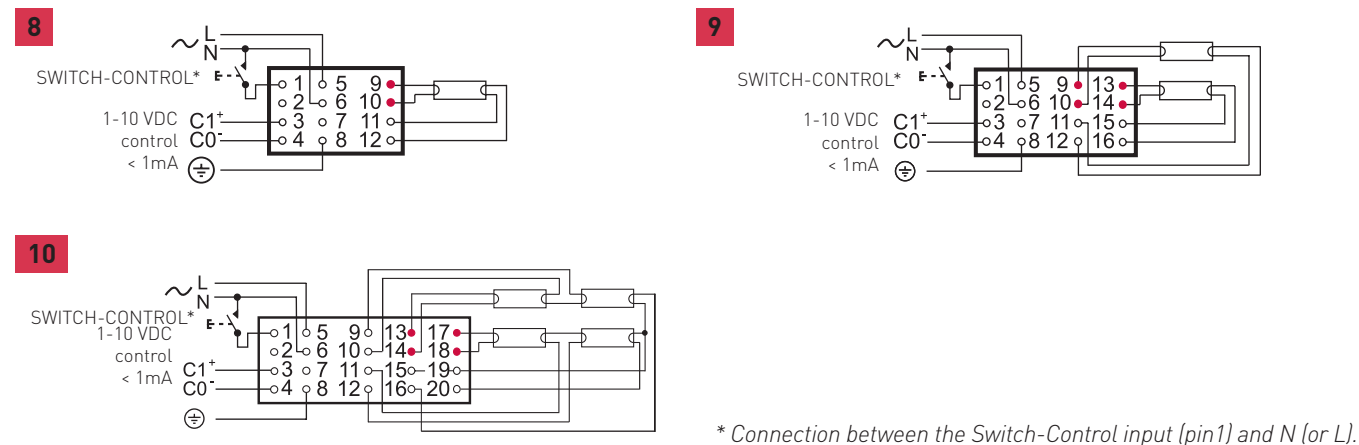 8
L
N
SWITCH-CONTROL*
1 5 9
2 6 10
1-10 VDC C1+ 3 7 11
control C0- 4 8 12
< 1mA
9
L
N
SWITCH-CONTROL*
1 5 9 13
2 6 10 14
1-10 VDC C1+ 3 7 11 15
control C0- 4 8 12 16
< 1mA
10
L
N
SWITCH-CONTROL*
1-10 VDC
control
< 1mA
1 5 9 13 17
2 6 10 14 18
C1+ 3 7 11 15 19
C0- 4 8 12 16 20
* Connection between the Switch-Control input (pin1) and N (or L).